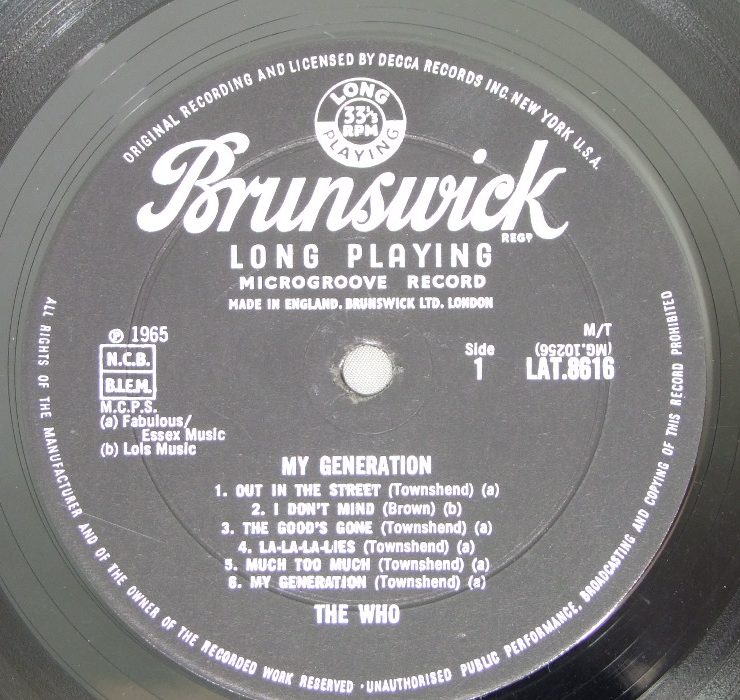 ORIGINAL RECORDING AND LICENSED BY DECCA RECORDS INC. NEW YORK U.S.A.
LONG
33⅓
RPM
PLAYING
Brunswick
REGD
LONG PLAYING
MICROGROOVE RECORD
MADE IN ENGLAND. BRUNSWICK LTD. LONDON
℗ 1965
N.C.B.
B.I.E.M.
M.C.P.S.
(a) Fabulous/
Essex Music
(b) Lois Music
Side
1
M/T
(MG.10256)
LAT.8616
MY GENERATION
1. OUT IN THE STREET (Townshend) (a)
2. I DON'T MIND (Brown) (b)
3. THE GOOD'S GONE (Townshend) (a)
4. LA-LA-LA-LIES (Townshend) (a)
5. MUCH TOO MUCH (Townshend) (a)
6. MY GENERATION (Townshend) (a)
THE WHO
ALL RIGHTS OF THE MANUFACTURER AND OF THE OWNER OF THE RECORDED WORK RESERVED · UNAUTHORISED PUBLIC PERFORMANCE, BROADCASTING AND COPYING OF THIS RECORD PROHIBITED